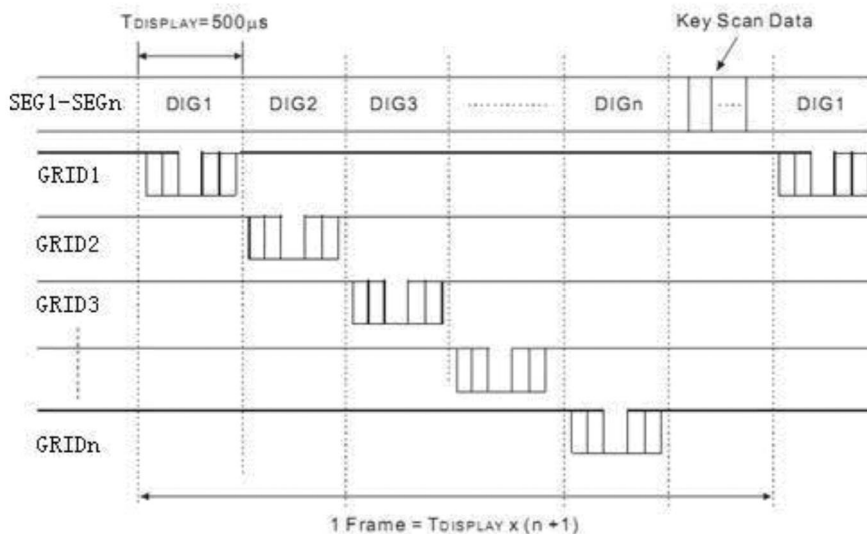 TDISPLAY=500μs
Key Scan Data
SEG1-SEGn DIG1 DIG2 DIG3 DIGn DIG1
GRID1
GRID2
GRID3
GRIDn
1 Frame = TDISPLAY x (n +1)